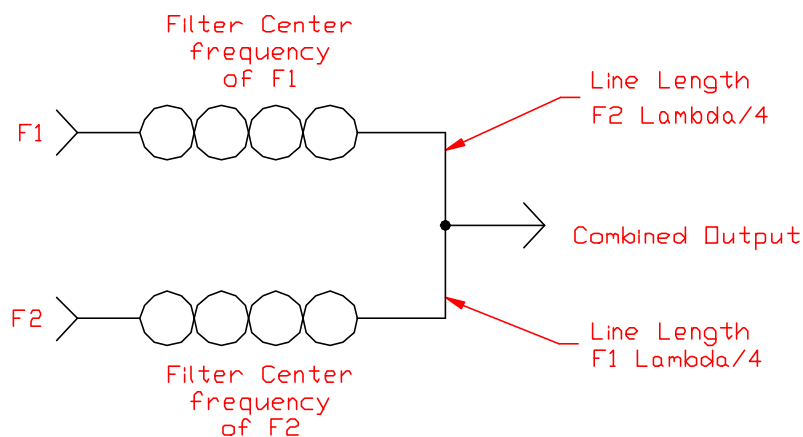 Filter Center
frequency
of F1
Line Length
F2 Lambda/4
F1
Combined Output
F2
Line Length
F1 Lambda/4
Filter Center
frequency
of F2